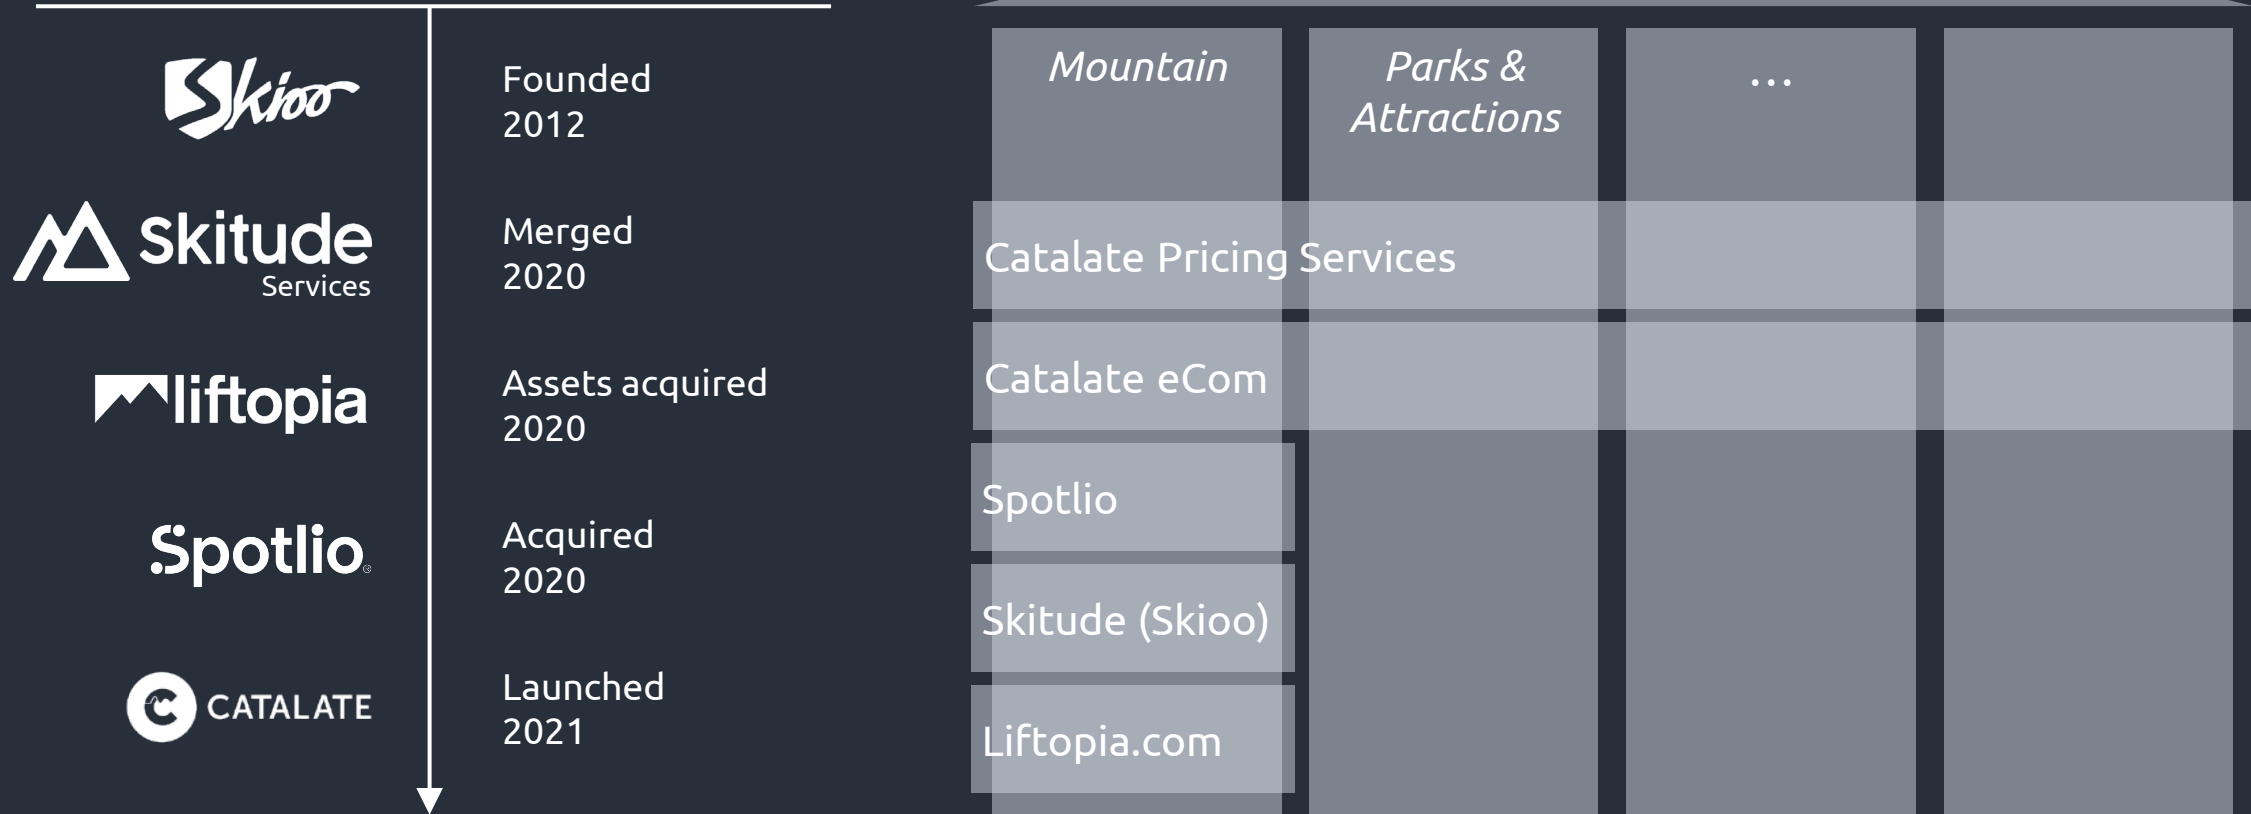 Skioo
Founded
2012
Skitude
Services
Merged
2020
liftopia
Assets acquired
2020
Spotlio
Acquired
2020
CATALATE
Launched
2021
Mountain
Parks &
Attractions
...
Catalate Pricing Services
Catalate eCom
Spotlio
Skitude (Skioo)
Liftopia.com